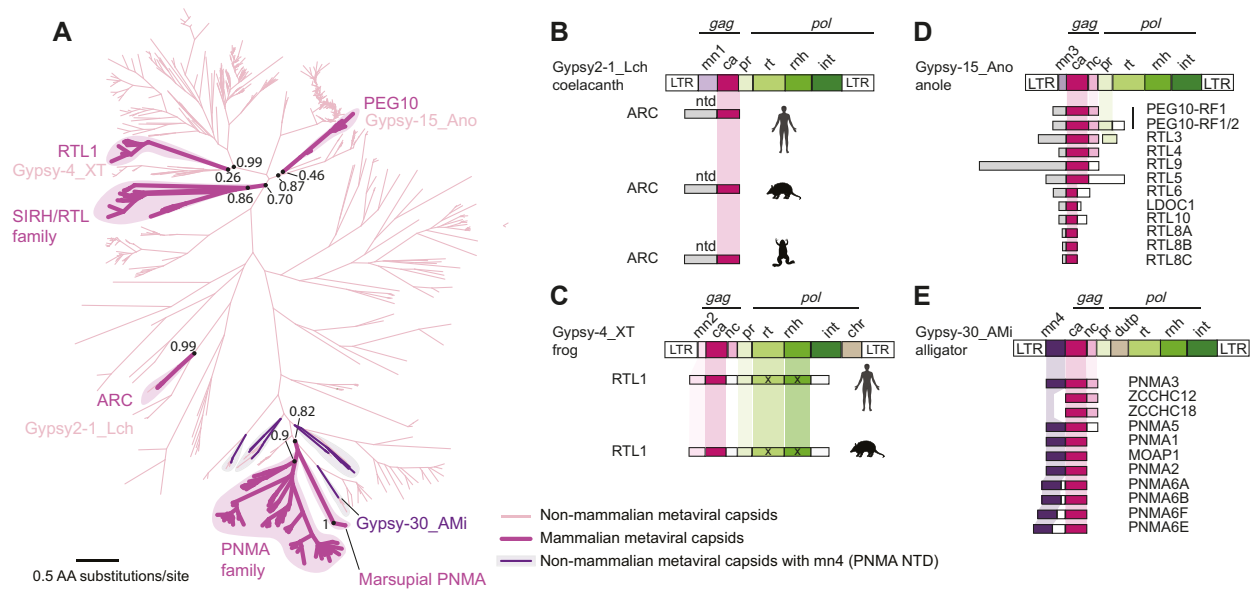 A
PEG10
Gypsy-15_Ano
RTL1
Gypsy-4_XT
0.99
0.26
0.46
0.87
0.86
0.70
SIRH/RTL
family
0.99
ARC
Gypsy2-1_Lch
0.82
0.9
1
Gypsy-30_AMi
PNMA
family
Marsupial PNMA
0.5 AA substitutions/site
Non-mammalian metaviral capsids
Mammalian metaviral capsids
Non-mammalian metaviral capsids with mn4 (PNMA NTD)
B
gag pol
mn1 ca pr rt rnh int
Gypsy2-1_Lch
coelacanth
LTR LTR
ntd
ARC
ntd
ARC
ntd
ARC
C
gag pol
mn2 ca nc pr rt rnh int chr
Gypsy-4_XT
frog
LTR LTR
RTL1 x x
RTL1 x x
D
gag pol
mn3 ca nc pr rt rnh int
Gypsy-15_Ano
anole
LTR LTR
PEG10-RF1
PEG10-RF1/2
RTL3
RTL4
RTL9
RTL5
RTL6
LDOC1
RTL10
RTL8A
RTL8B
RTL8C
E
gag pol
mn4 ca nc pr dutp rt rnh int
Gypsy-30_AMi
alligator
LTR LTR
PNMA3
ZCCHC12
ZCCHC18
PNMA5
PNMA1
MOAP1
PNMA2
PNMA6A
PNMA6B
PNMA6F
PNMA6E